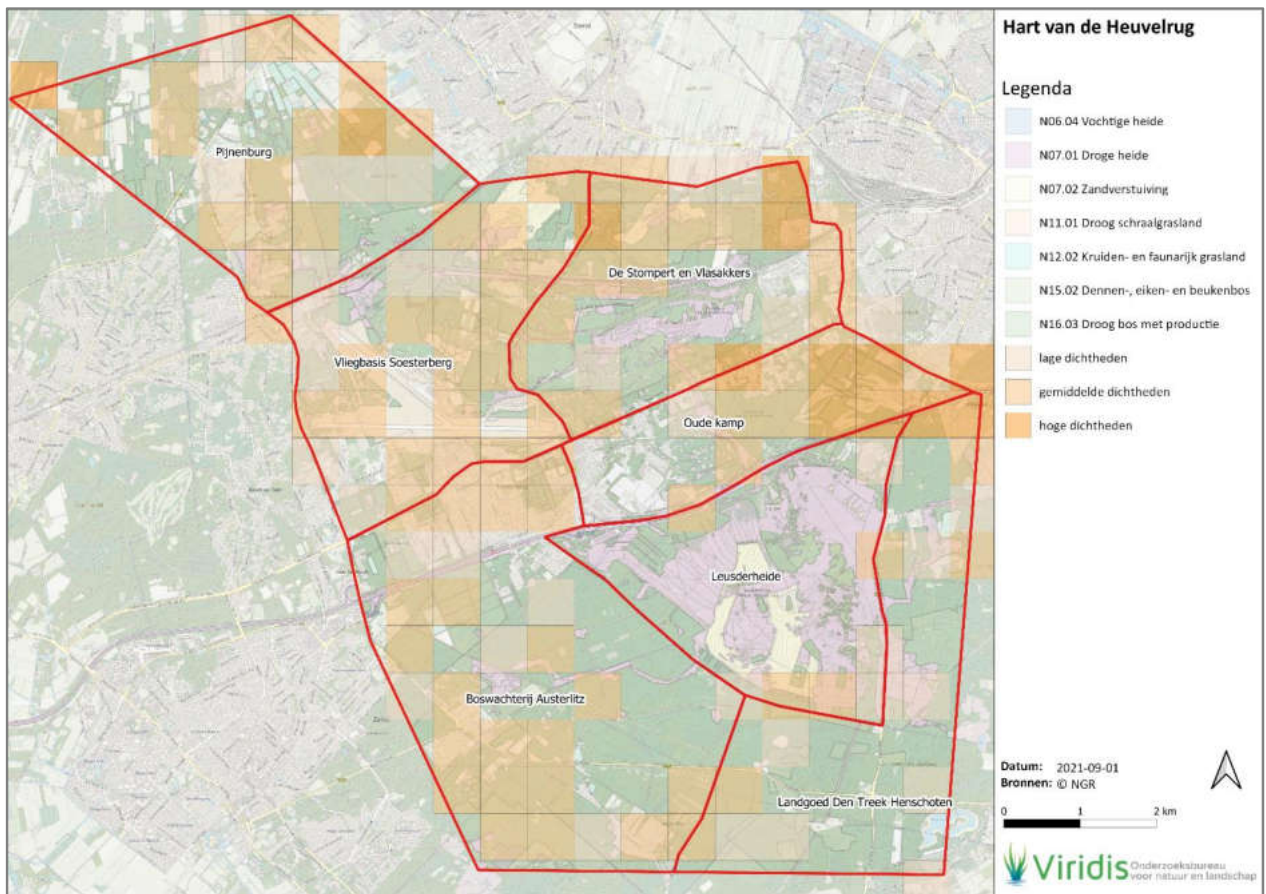 Hart van de Heuvelrug
Legenda
N06.04 Vochtige heide
N07.01 Droge heide
N07.02 Zandverstuiving
N11.01 Droog schraalgrasland
N12.02 Kruiden- en faunarijk grasland
N15.02 Dennen-, eiken- en beukenbos
N16.03 Droog bos met productie
lage dichtheden
gemiddelde dichtheden
hoge dichtheden
Pijnenburg
De Stompert en Vlasakkers
Vliegbasis Soesterberg
Oude kamp
Leusderheide
Boswachterij Austerlitz
Landgoed Den Treek Henschoten
Datum: 2021-09-01
Bronnen: © NGR
0 1 2 km
Viridis Onderzoeksbureau
voor natuur en landschap